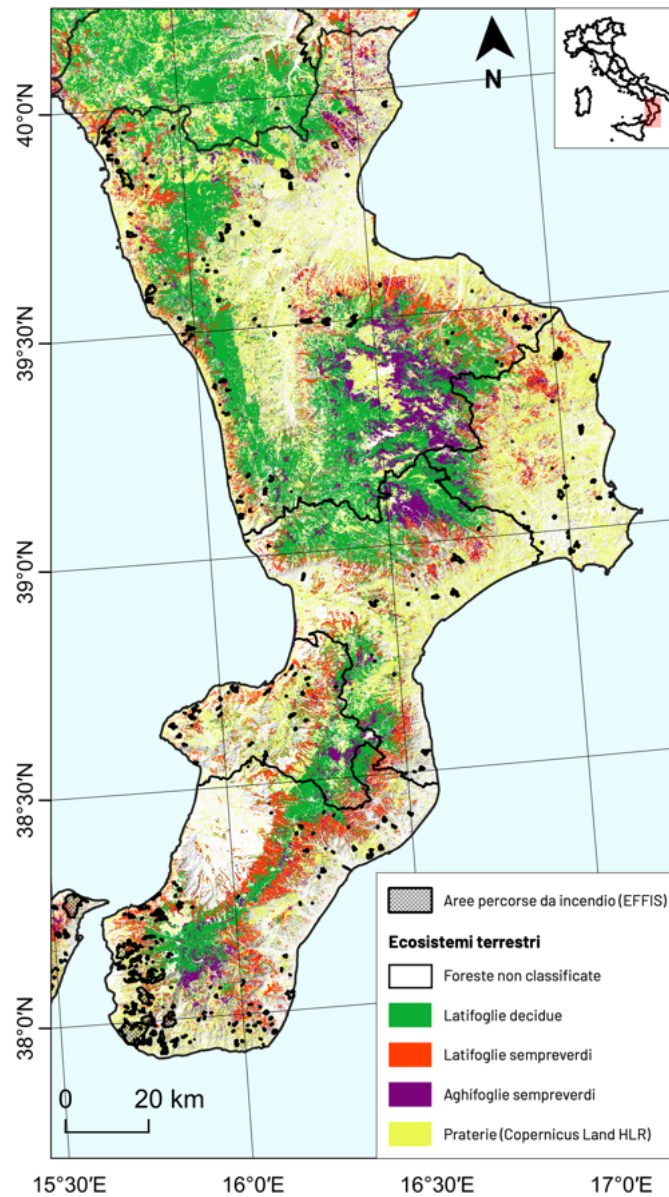 N
40°0'N
39°30'N
39°0'N
38°30'N
38°0'N
0 20 km
Aree percorse da incendio (EFFIS)
Ecosistemi terrestri
Foreste non classificate
Latifoglie decidue
Latifoglie sempreverdi
Aghifoglie sempreverdi
Praterie (Copernicus Land HLR)
15°30'E 16°0'E 16°30'E 17°0'E